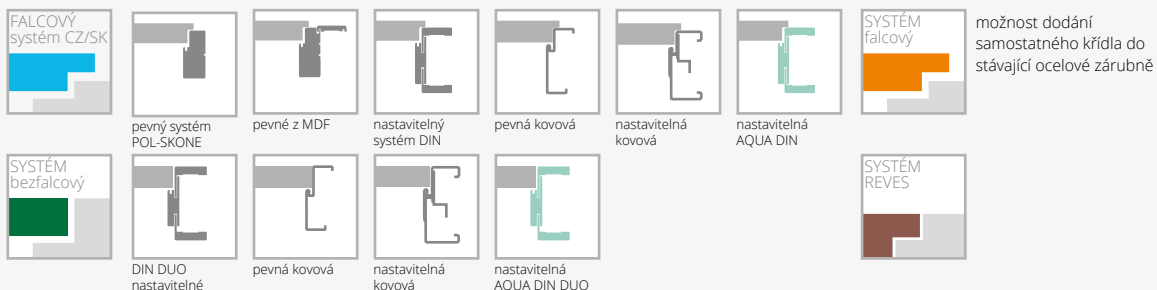 FALCOVÝ
systém CZ/SK
pevný systém
POL-SKONE
pevné z MDF
nastavitelný
systém DIN
pevná kovová
nastavitelná
kovová
nastavitelná
AQUA DIN
SYSTÉM
falcový
možnost dodání
samostatného křídla do
stávající ocelové zárubně
SYSTÉM
bezfalcový
DIN DUO
nastavitelné
pevná kovová
nastavitelná
kovová
nastavitelná
AQUA DIN DUO
SYSTÉM
REVES